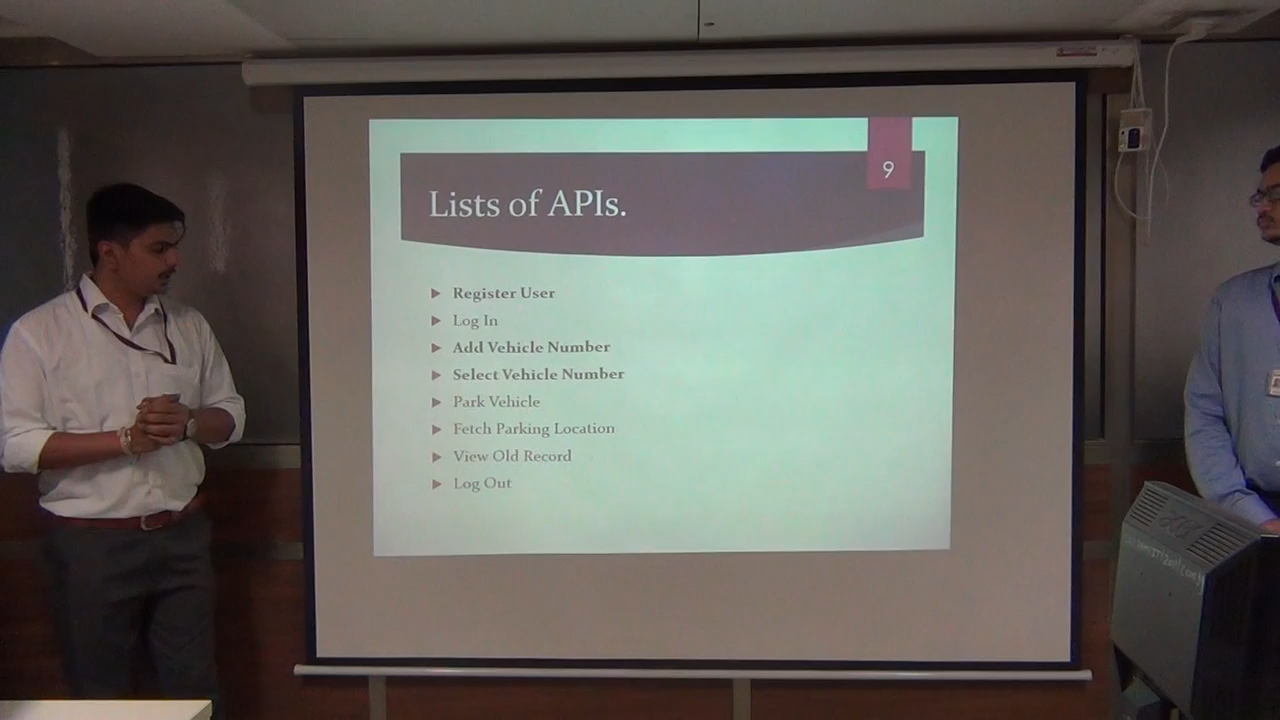 9
Lists of APIs.
Register User
Log In
Add Vehicle Number
Select Vehicle Number
Park Vehicle
Fetch Parking Location
View Old Record
Log Out